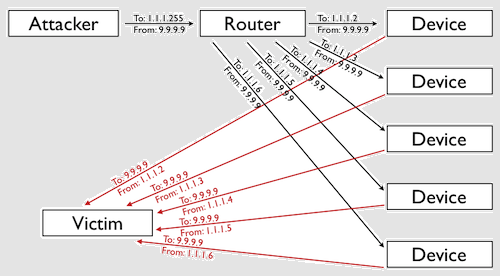 Attacker
To: 1.1.1.255
From: 9.9.9.9
Router
To: 1.1.1.2
From: 9.9.9.9
Device
To: 1.1.1.3
From: 9.9.9.9
Device
To: 1.1.1.4
From: 9.9.9.9
Device
To: 1.1.1.5
From: 9.9.9.9
Device
To: 1.1.1.6
From: 9.9.9.9
Device
To: 9.9.9.9
From: 1.1.1.2
To: 9.9.9.9
From: 1.1.1.3
To: 9.9.9.9
From: 1.1.1.4
Victim
To: 9.9.9.9
From: 1.1.1.5
To: 9.9.9.9
From: 1.1.1.6